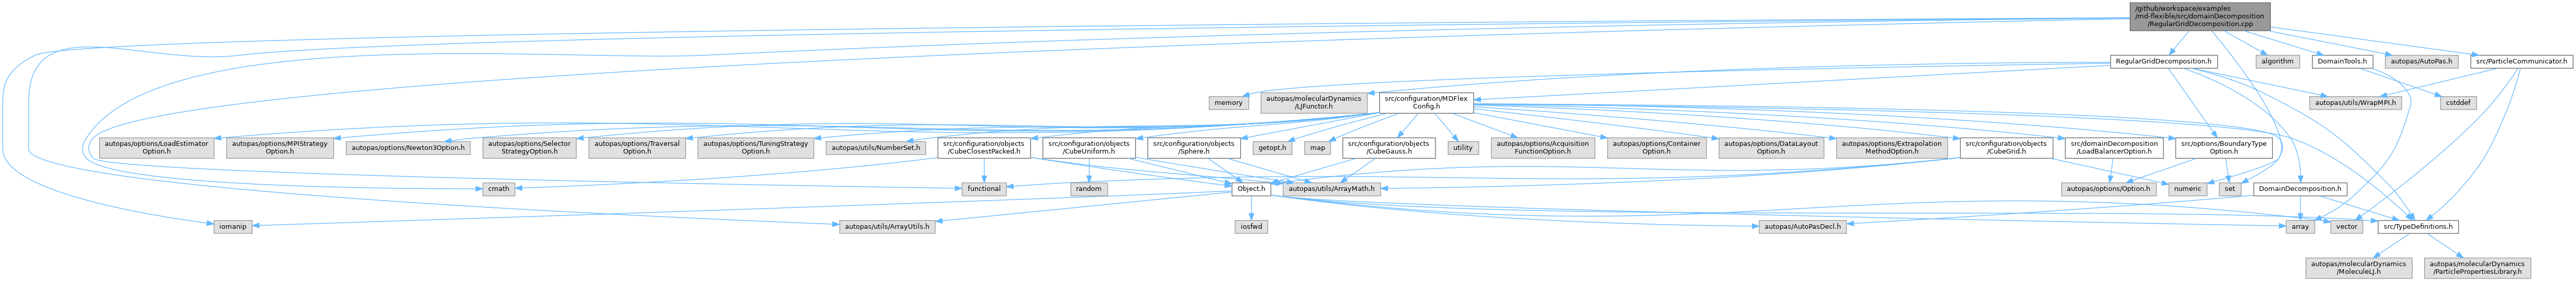 /github/workspace/examples
/md-flexible/src/domainDecomposition
/RegularGridDecomposition.cpp
RegularGridDecomposition.h
algorithm
DomainTools.h
autopas/AutoPas.h
src/ParticleCommunicator.h
memory
autopas/molecularDynamics
/LJFunctor.h
src/configuration/MDFlex
Config.h
autopas/utils/WrapMPI.h
cstddef
autopas/options/LoadEstimator
Option.h
autopas/options/MPIStrategy
Option.h
autopas/options/Newton3Option.h
autopas/options/Selector
StrategyOption.h
autopas/options/Traversal
Option.h
autopas/options/TuningStrategy
Option.h
autopas/utils/NumberSet.h
src/configuration/objects
/CubeClosestPacked.h
src/configuration/objects
/CubeUniform.h
src/configuration/objects
/Sphere.h
getopt.h
map
src/configuration/objects
/CubeGauss.h
utility
autopas/options/Acquisition
FunctionOption.h
autopas/options/Container
Option.h
autopas/options/DataLayout
Option.h
autopas/options/Extrapolation
MethodOption.h
src/configuration/objects
/CubeGrid.h
src/domainDecomposition
/LoadBalancerOption.h
src/options/BoundaryType
Option.h
cmath
functional
random
Object.h
autopas/utils/ArrayMath.h
autopas/options/Option.h
numeric
set
DomainDecomposition.h
iomanip
autopas/utils/ArrayUtils.h
iosfwd
autopas/AutoPasDecl.h
array
vector
src/TypeDefinitions.h
autopas/molecularDynamics
/MoleculeLJ.h
autopas/molecularDynamics
/ParticlePropertiesLibrary.h